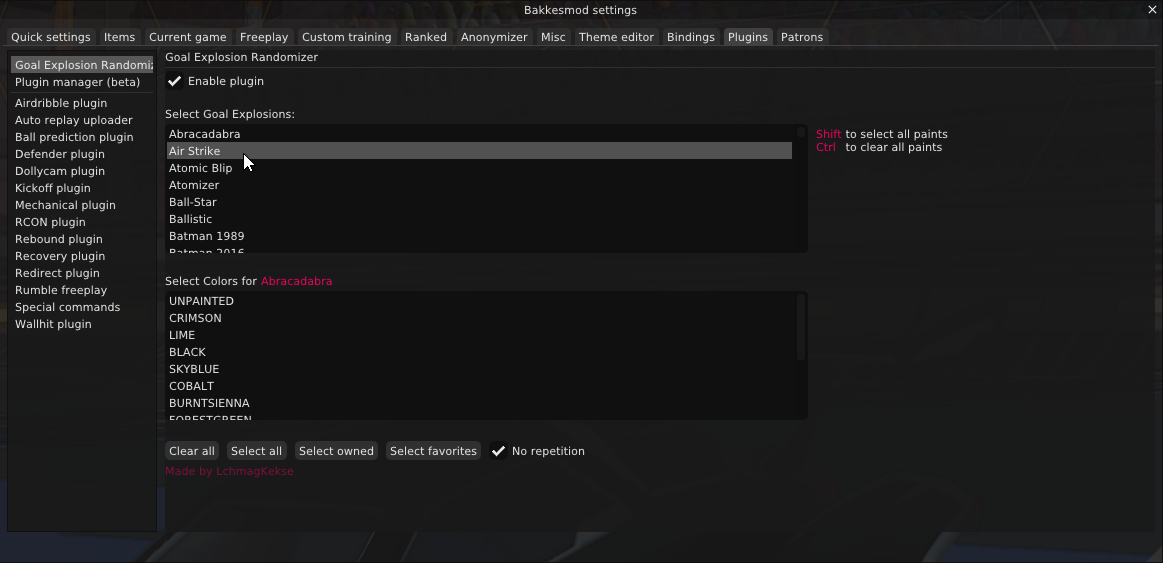 Bakkesmod settings
Quick settings Items Current game Freeplay Custom training Ranked Anonymizer Misc Theme editor Bindings Plugins Patrons
Goal Explosion Randomiz
Plugin manager (beta)
Airdribble plugin
Auto replay uploader
Ball prediction plugin
Defender plugin
Dollycam plugin
Kickoff plugin
Mechanical plugin
RCON plugin
Rebound plugin
Recovery plugin
Redirect plugin
Rumble freeplay
Special commands
Wallhit plugin
Goal Explosion Randomizer
Enable plugin
Select Goal Explosions:
Abracadabra
Air Strike
Atomic Blip
Atomizer
Ball-Star
Ballistic
Batman 1989
Batman 2016
Shift to select all paints
Ctrl to clear all paints
Select Colors for Abracadabra
UNPAINTED
CRIMSON
LIME
BLACK
SKYBLUE
COBALT
BURNTSIENNA
FORESTGREEN
Clear all Select all Select owned Select favorites No repetition
Made by LchmagKekse